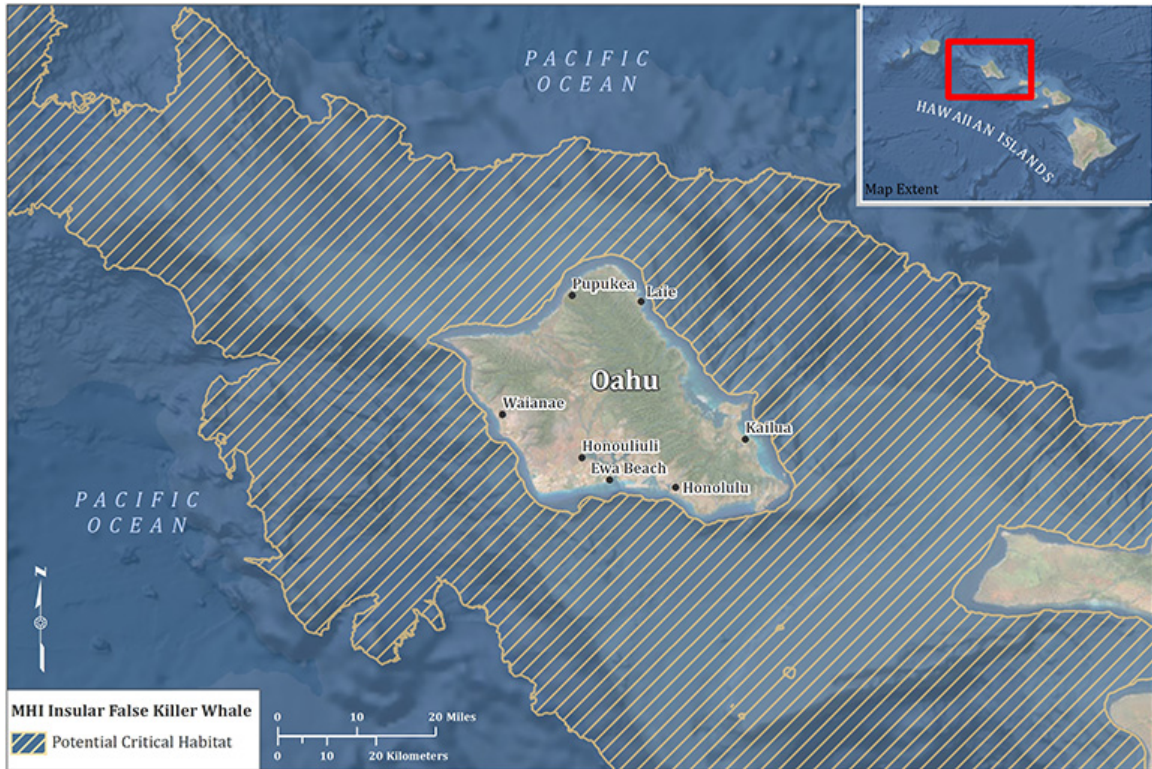 PACIFIC
OCEAN
HAWAIIAN ISLANDS
Map Extent
Pupukea
Laie
Oahu
Waianae
Kailua
Honouliuli
Ewa Beach
Honolulu
PACIFIC
OCEAN
N
MHI Insular False Killer Whale
Potential Critical Habitat
0 10 20 Miles
0 10 20 Kilometers